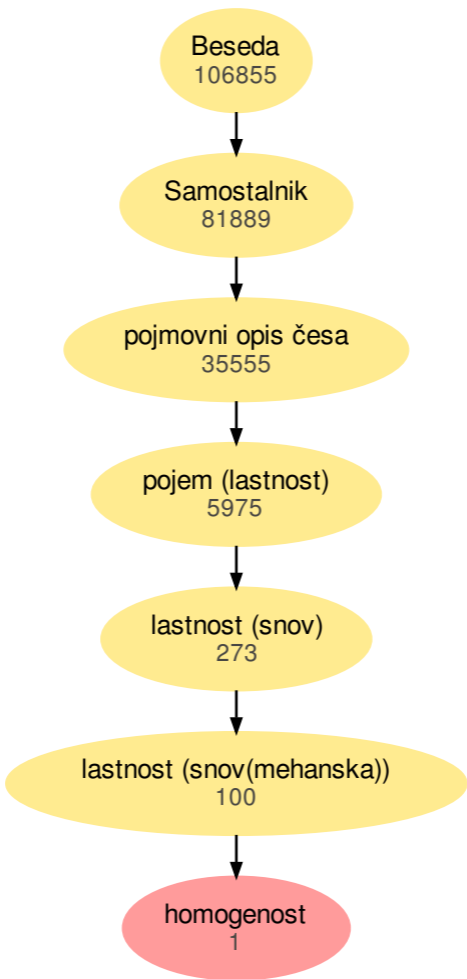 Beseda
106855
Samostalnik
81889
pojmovni opis česa
35555
pojem (lastnost)
5975
lastnost (snov)
273
lastnost (snov(mehanska))
100
homogenost
1